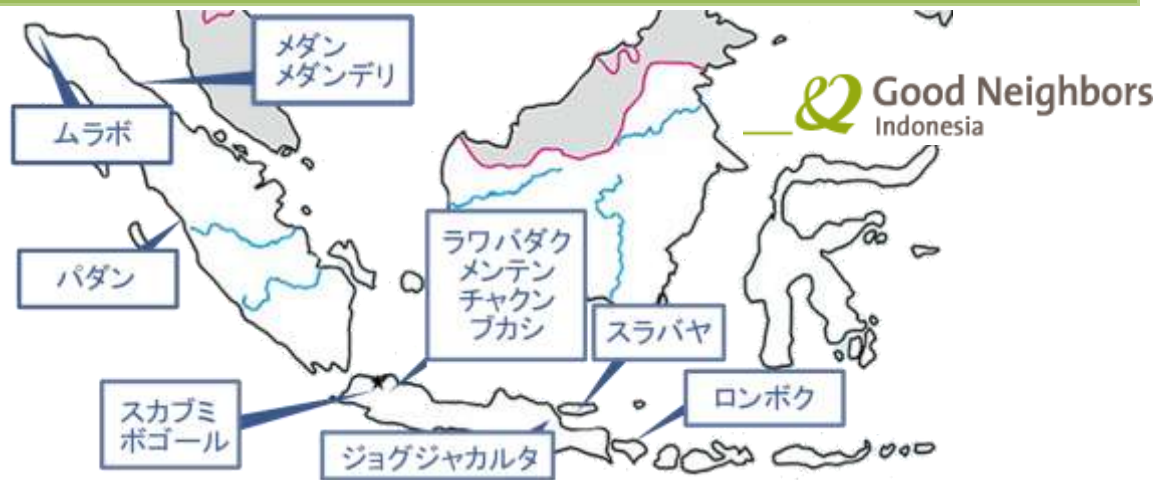 メダン
メダンデリ
ムラボ
Good Neighbors
Indonesia
パダン
ラワバダク
メンテン
チャクン
ブカシ
スラバヤ
スカブミ
ボゴール
ロンボク
ジョグジャカルタ